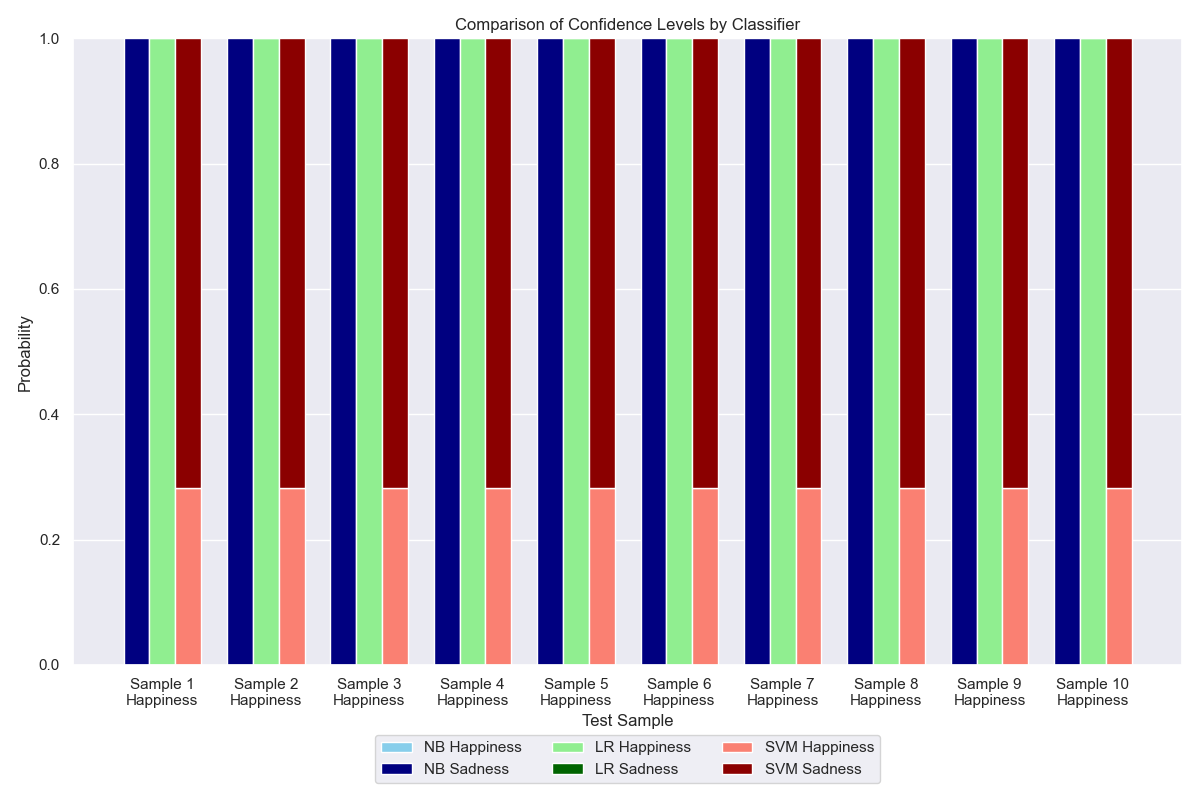 Comparison of Confidence Levels by Classifier
1.0
0.8
0.6
0.4
0.2
0.0
Probability
Sample 1 Sample 2 Sample 3 Sample 4 Sample 5 Sample 6 Sample 7 Sample 8 Sample 9 Sample 10
Happiness Happiness Happiness Happiness Happiness Happiness Happiness Happiness Happiness Happiness
Test Sample
NB Happiness LR Happiness SVM Happiness
NB Sadness LR Sadness SVM Sadness